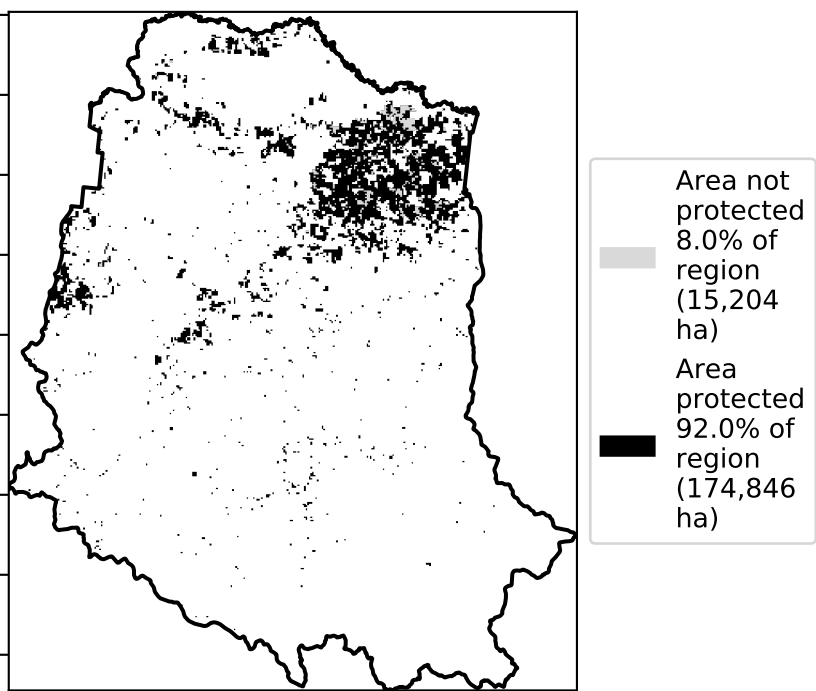 Area not
protected
8.0% of
region
(15,204
ha)
Area
protected
92.0% of
region
(174,846
ha)